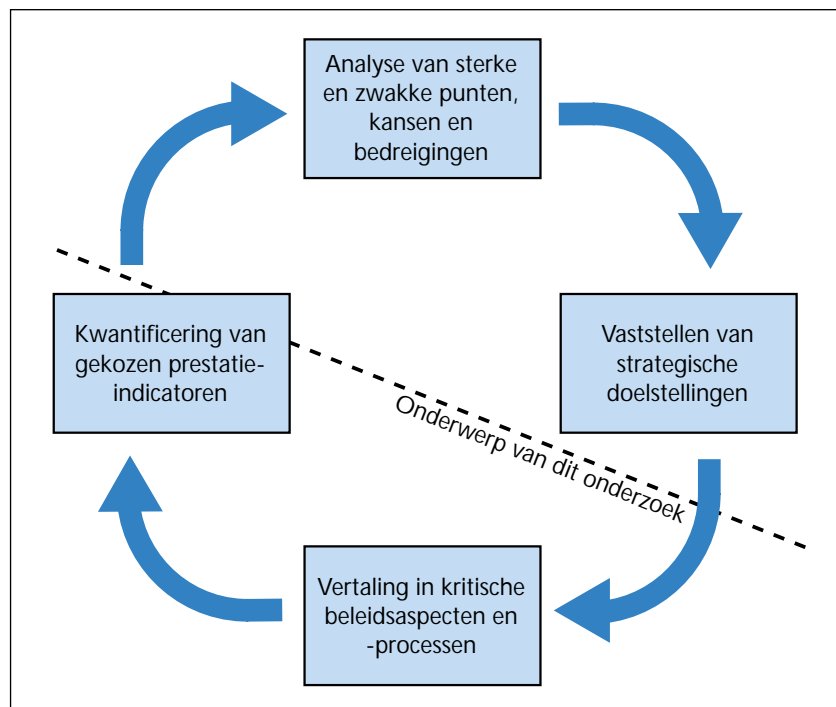 Analyse van sterke
en zwakke punten,
kansen en
bedreigingen
Kwantificering van
gekozen prestatie-
indicatoren
Vaststellen van
strategische
doelstellingen
Onderwerp van dit onderzoek
Vertaling in kritische
beleidsaspecten en
-processen